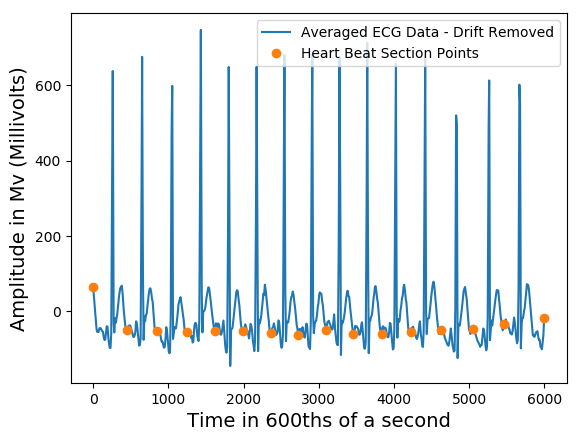 Averaged ECG Data - Drift Removed
Heart Beat Section Points
Amplitude in Mv (Millivolts)
600
400
200
0
0 1000 2000 3000 4000 5000 6000
Time in 600ths of a second